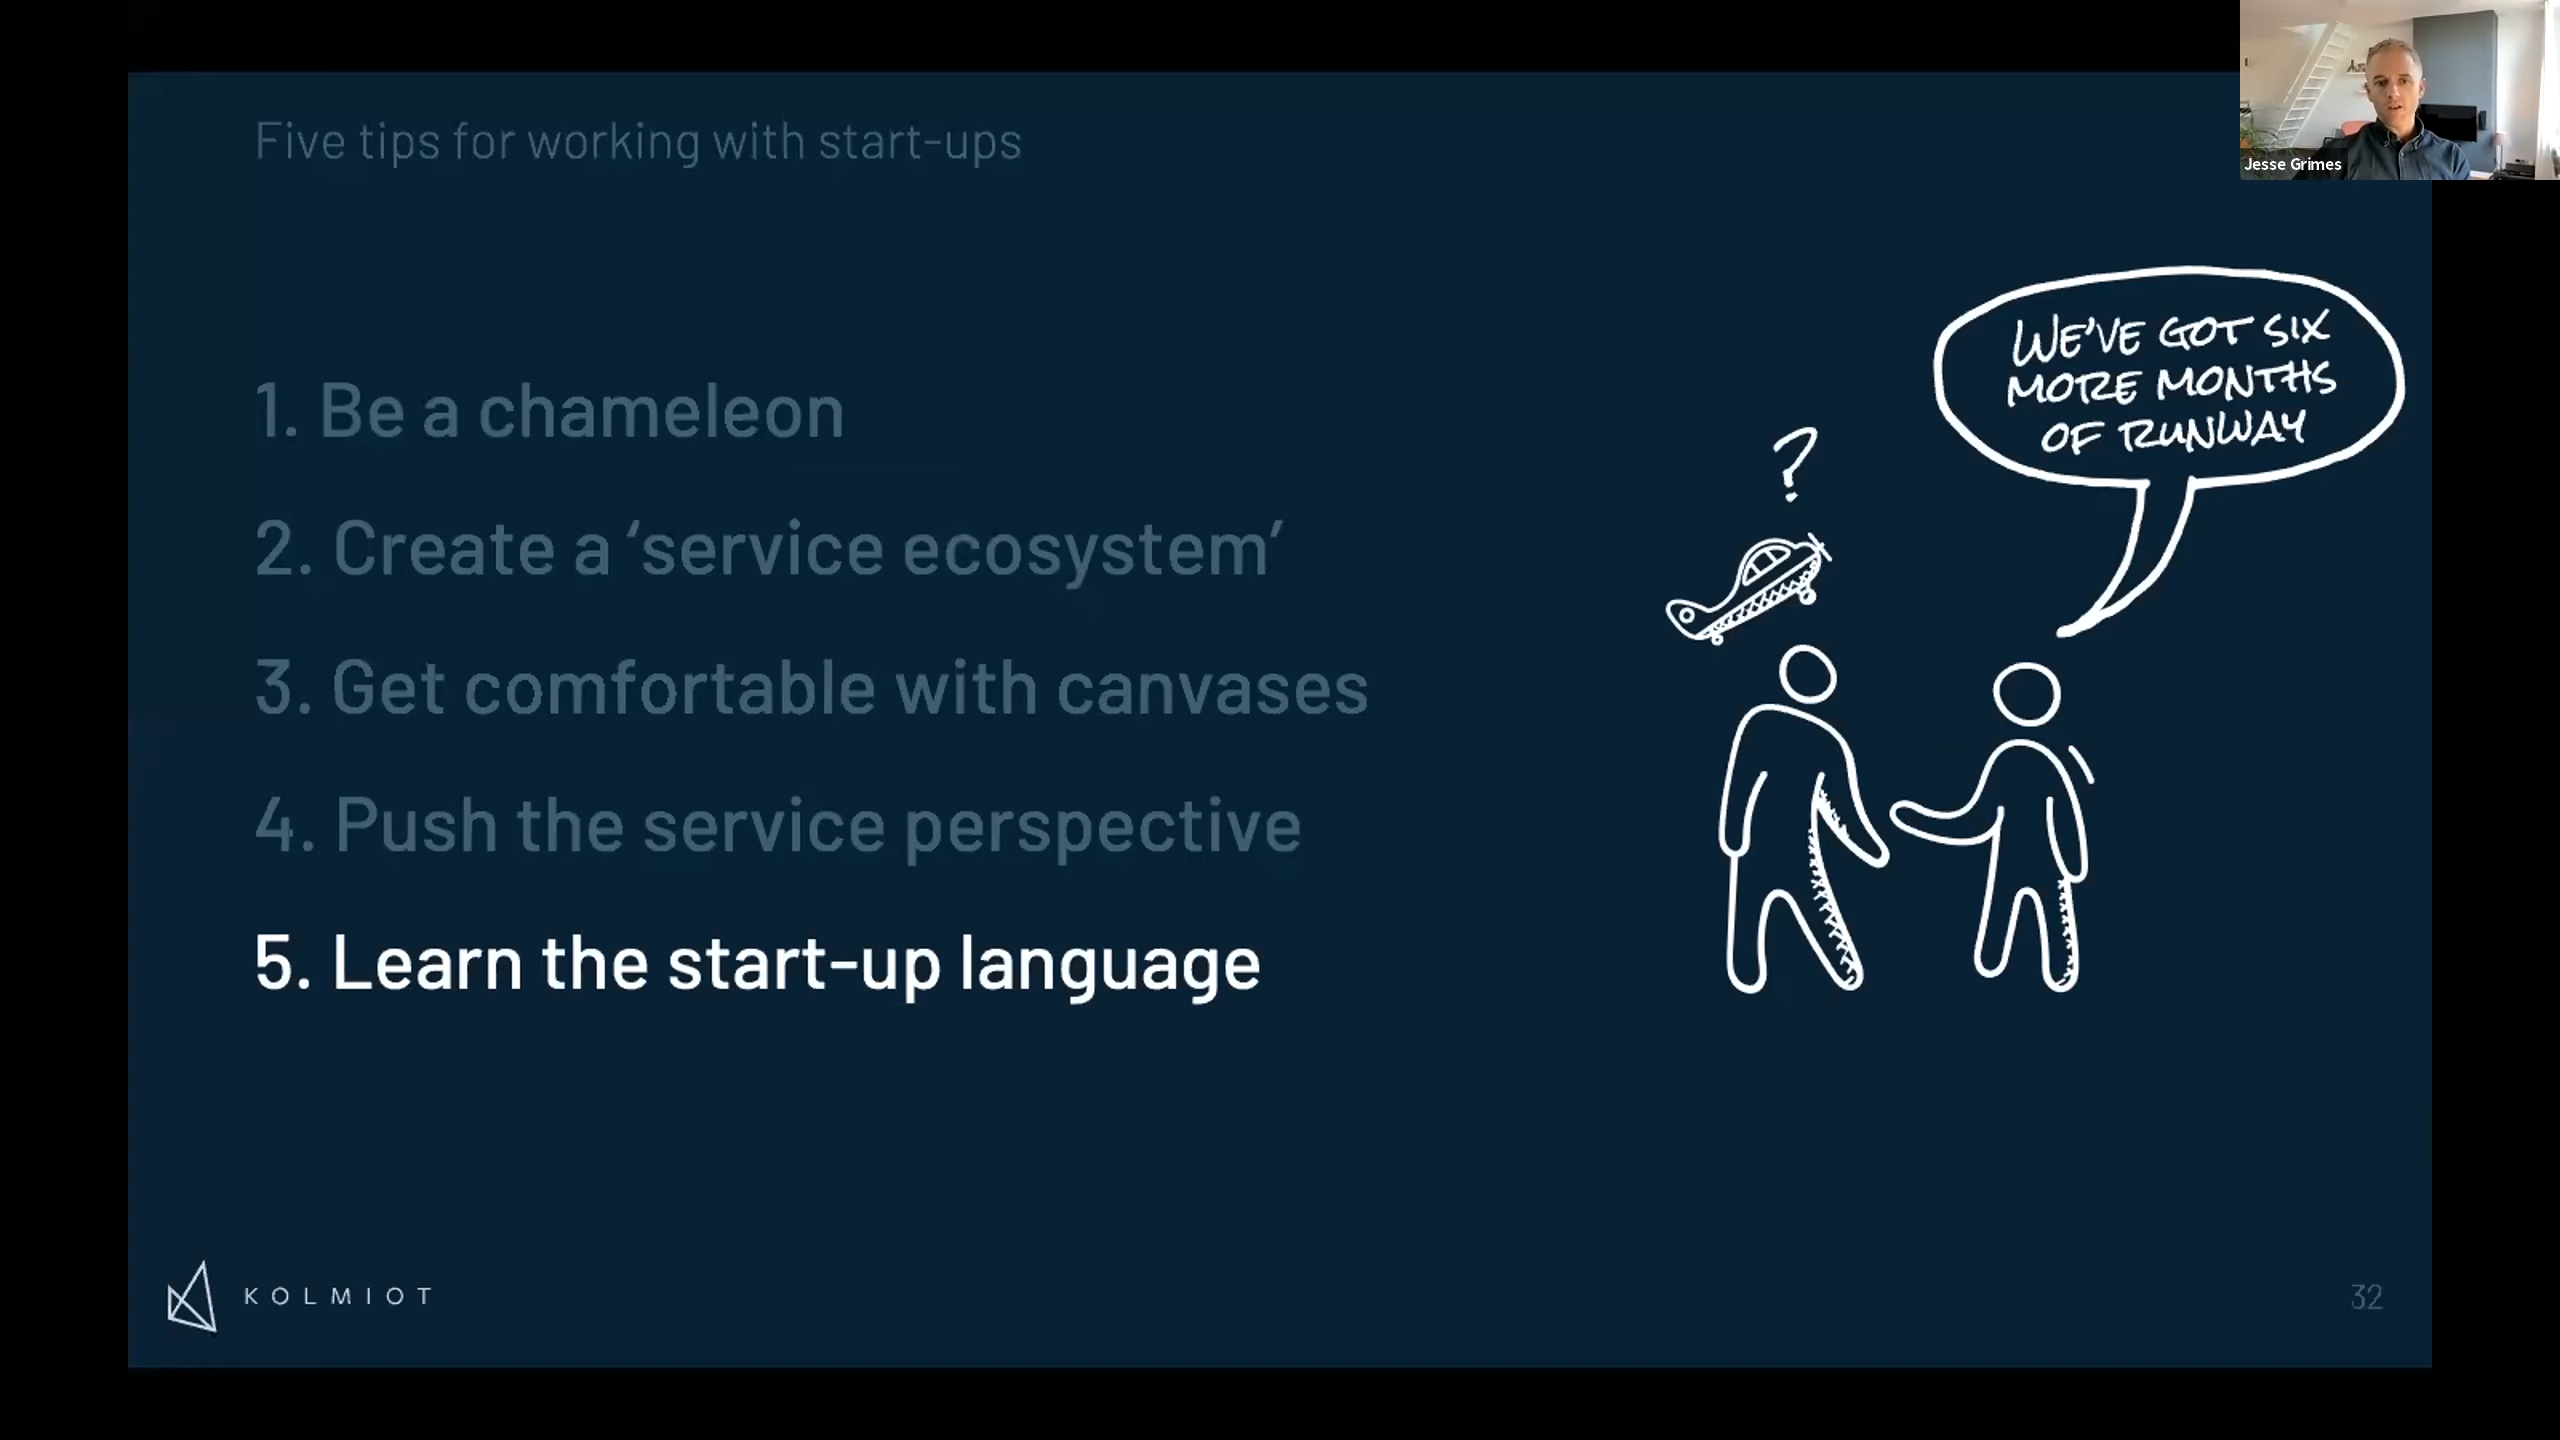 Five tips for working with start-ups
Jesse Grimes
WE'VE GOT SIX
MORE MONTHS
OF RUNWAY
?
1. Be a chameleon
2. Create a ‘service ecosystem’
3. Get comfortable with canvases
4. Push the service perspective
5. Learn the start-up language
KOLMIOT
32